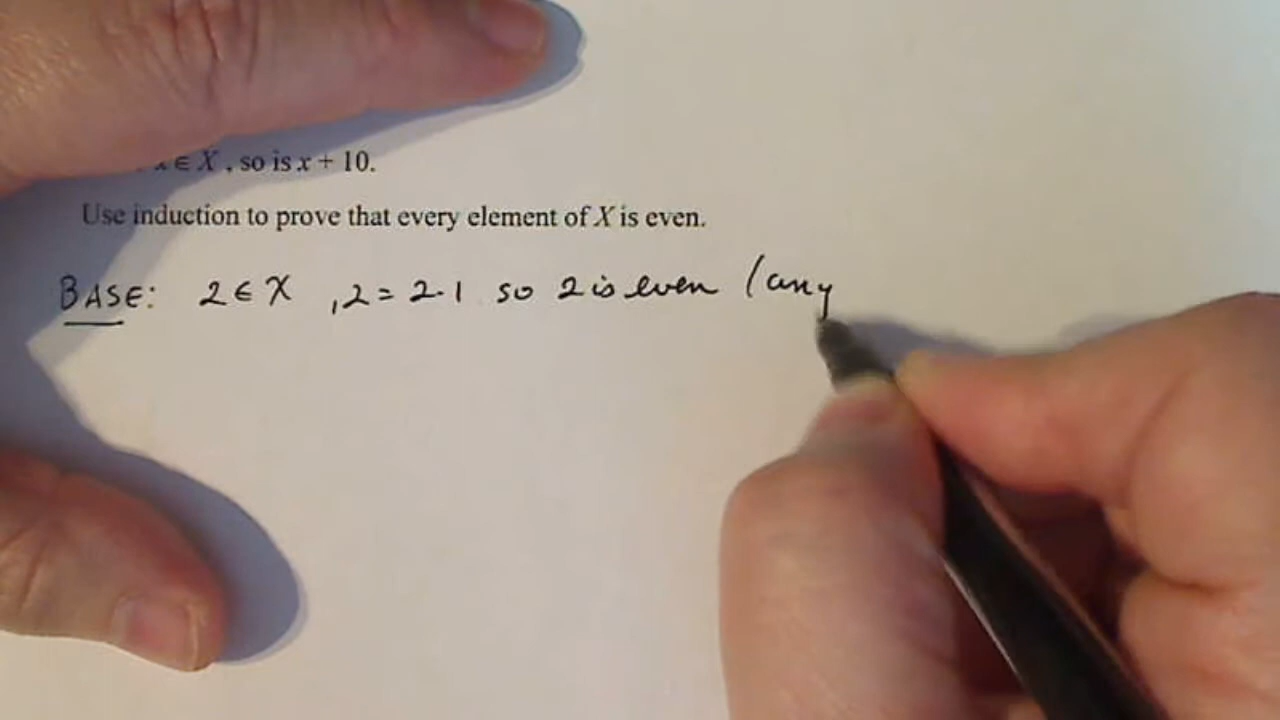 x ∈ X, so is x + 10.
Use induction to prove that every element of X is even.
BASE: 2 ∈ X , 2 = 2·1 so 2 is even (any